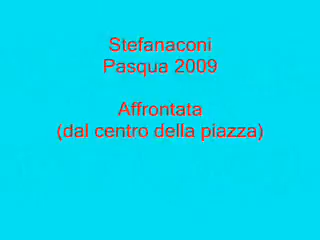 Stefanaconi
Pasqua 2009
Affrontata
(dal centro della piazza)